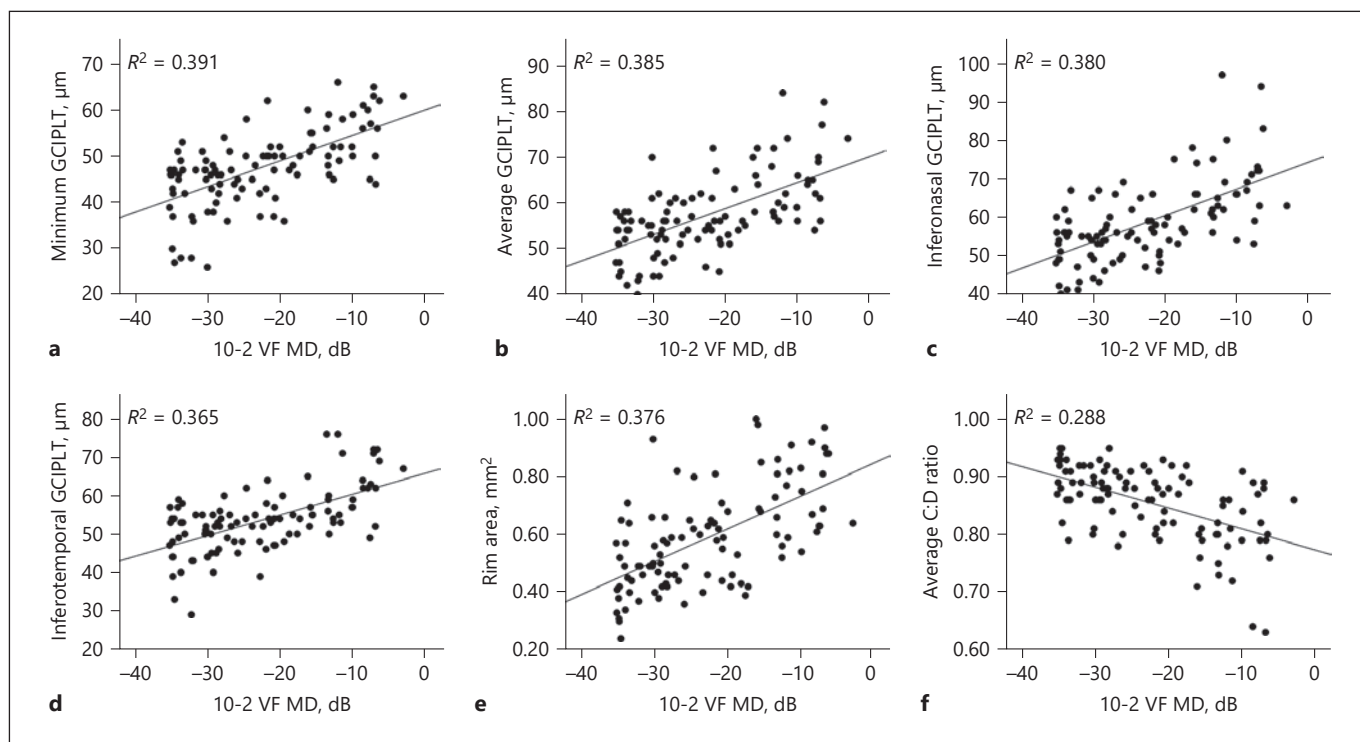 R² = 0.391
Minimum GCIPLT, µm
70
60
50
40
30
20
–40 –30 –20 –10 0
10-2 VF MD, dB
a
R² = 0.385
Average GCIPLT, µm
90
80
70
60
50
40
–40 –30 –20 –10 0
10-2 VF MD, dB
b
R² = 0.380
Inferonasal GCIPLT, µm
100
90
80
70
60
50
40
–40 –30 –20 –10 0
10-2 VF MD, dB
c
R² = 0.365
Inferotemporal GCIPLT, µm
80
70
60
50
40
30
20
–40 –30 –20 –10 0
10-2 VF MD, dB
d
R² = 0.376
Rim area, mm²
1.00
0.80
0.60
0.40
0.20
–40 –30 –20 –10 0
10-2 VF MD, dB
e
R² = 0.288
Average C:D ratio
1.00
0.90
0.80
0.70
0.60
–40 –30 –20 –10 0
10-2 VF MD, dB
f